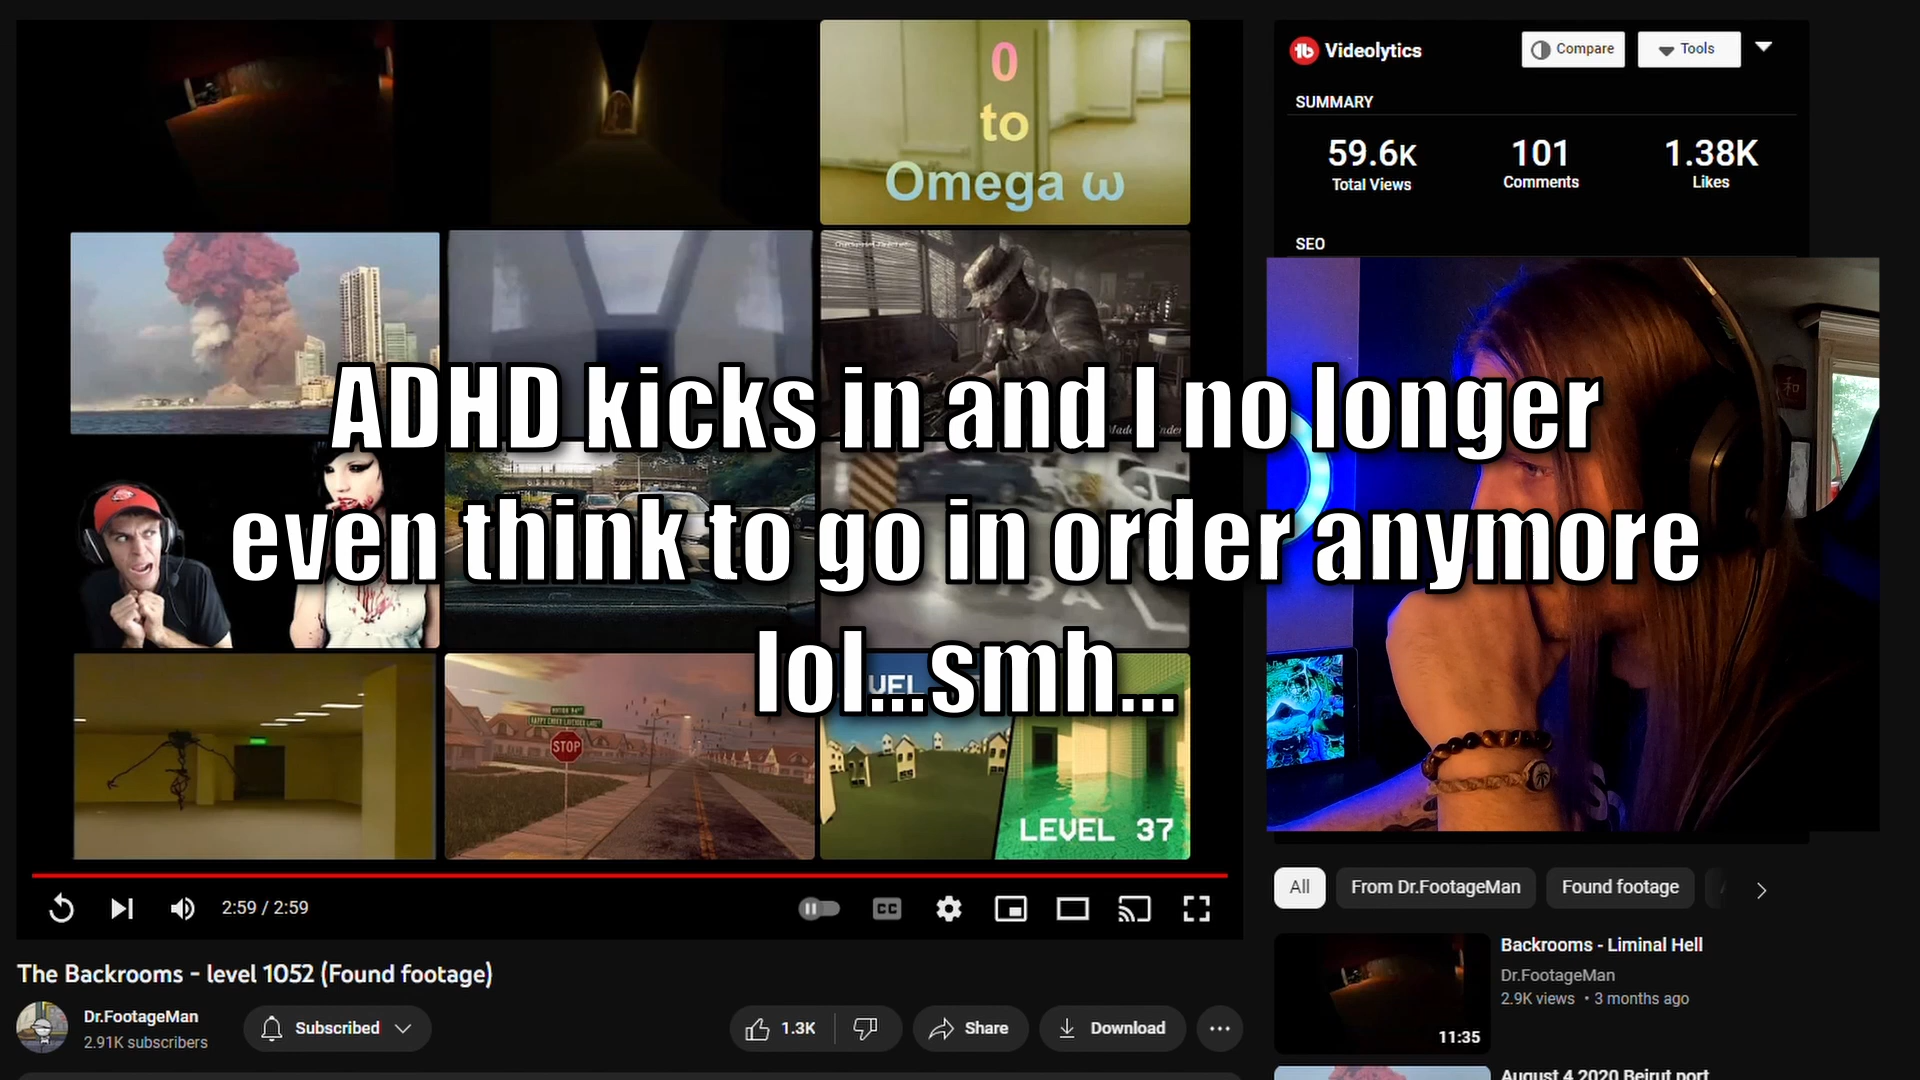 0
to
Omega ω
ADHD kicks in and I no longer
even think to go in order anymore
lol...smh...
19A
STOP
LEVEL 37
2:59 / 2:59
CC
The Backrooms - level 1052 (Found footage)
Dr.FootageMan
2.91K subscribers
Subscribed
1.3K
Share
Download
Videolytics
Compare
Tools
SUMMARY
59.6K
Total Views
101
Comments
1.38K
Likes
SEO
All
From Dr.FootageMan
Found footage
Backrooms - Liminal Hell
Dr.FootageMan
2.9K views • 3 months ago
11:35
August 4 2020 Beirut port